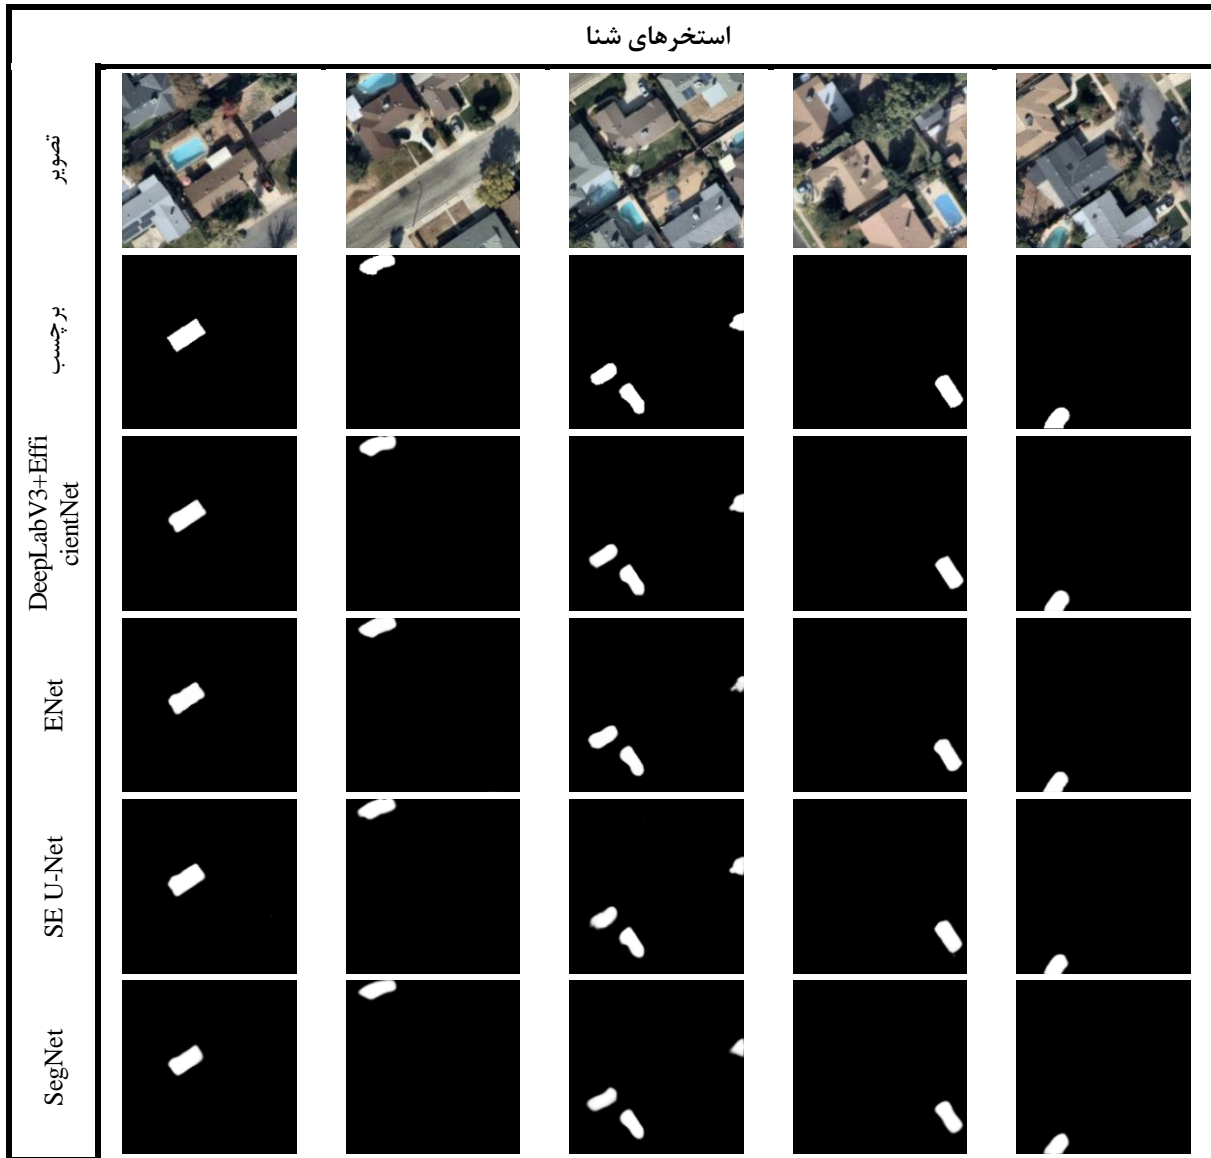 استخرهای شنا
تصویر
برچسب
DeepLabV3+Effi
cientNet
ENet
SE U-Net
SegNet